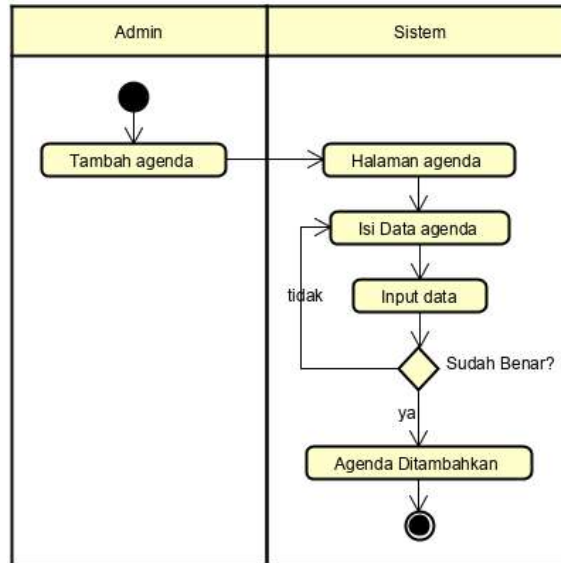 Admin
Sistem
Tambah agenda
Halaman agenda
Isi Data agenda
tidak
Input data
Sudah Benar?
ya
Agenda Ditambahkan